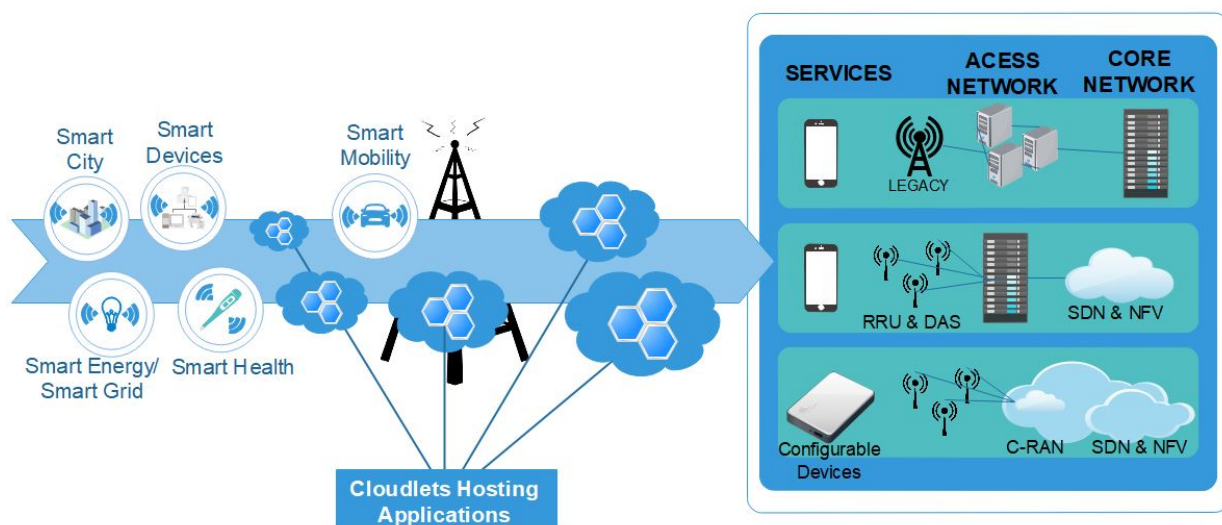 Smart
City
Smart
Devices
Smart
Mobility
Smart Energy/
Smart Grid
Smart Health
Cloudlets Hosting
Applications
SERVICES
ACESS
NETWORK
CORE
NETWORK
LEGACY
RRU & DAS
SDN & NFV
Configurable
Devices
C-RAN
SDN & NFV